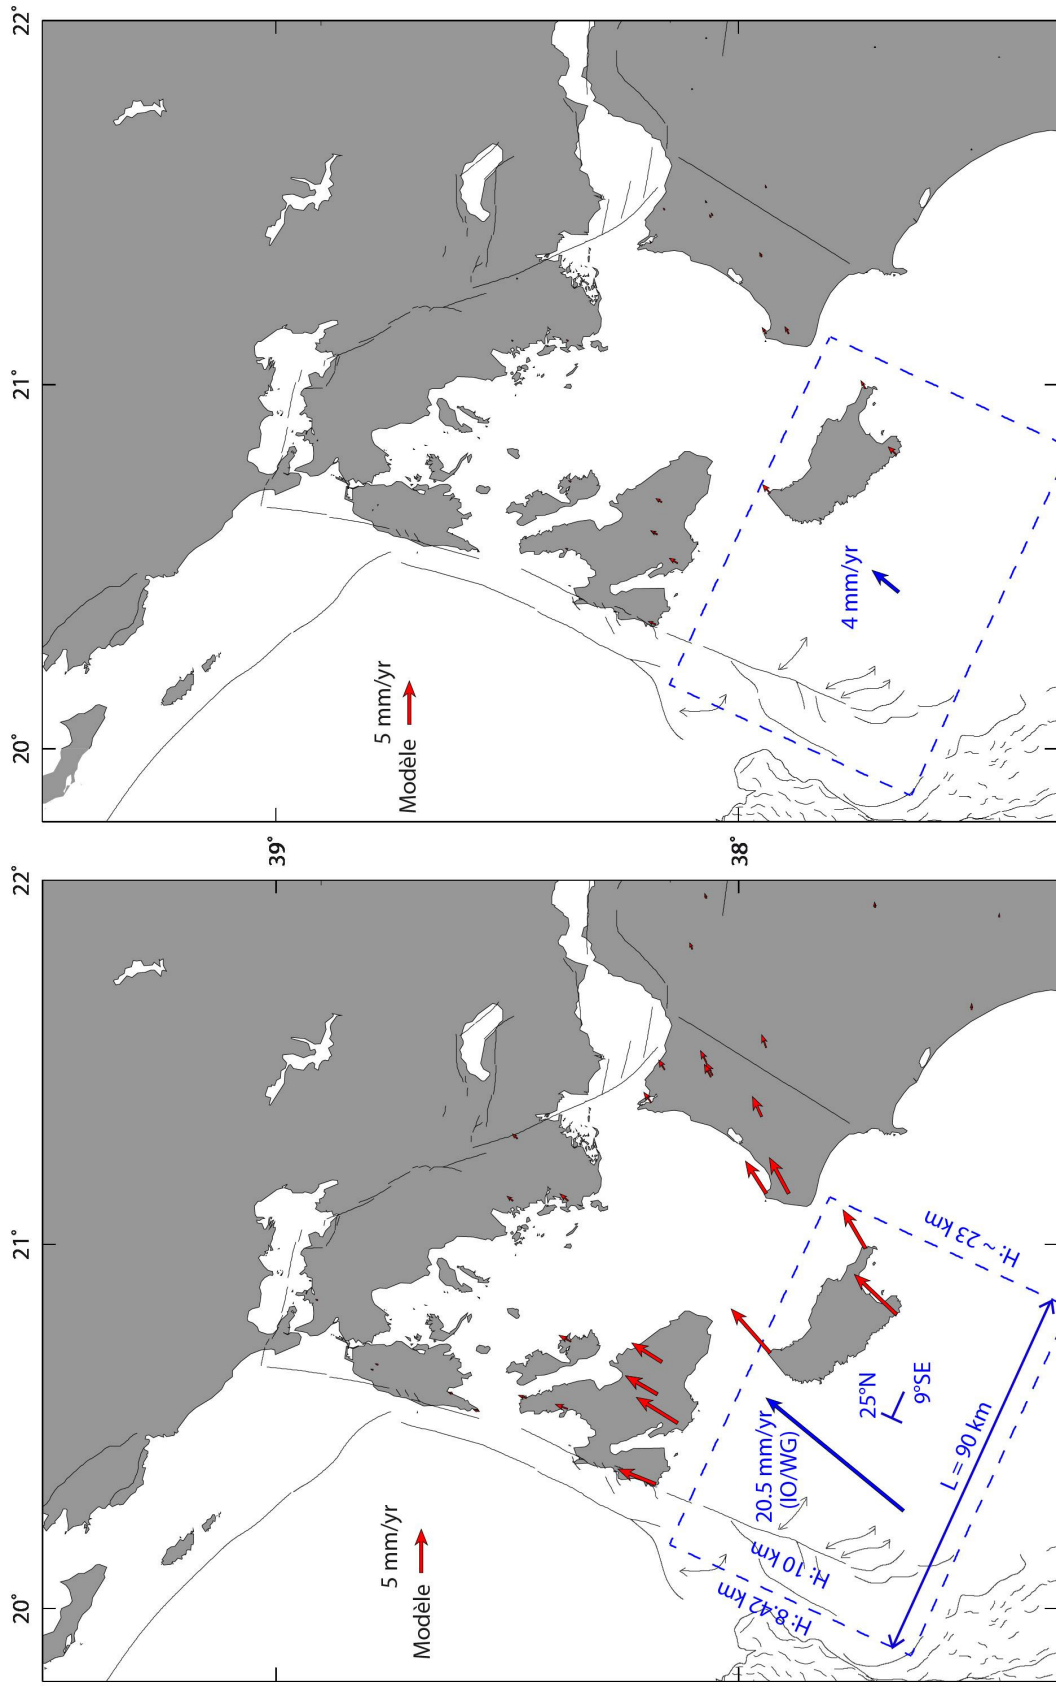 20°
21°
22°
5 mm/yr
Modèle
20.5 mm/yr
(IO/WG)
25°N
9°SE
H: 8.42 km
H: 10 km
H: ~ 23 km
L = 90 km
39°
38°
20°
21°
22°
5 mm/yr
Modèle
4 mm/yr